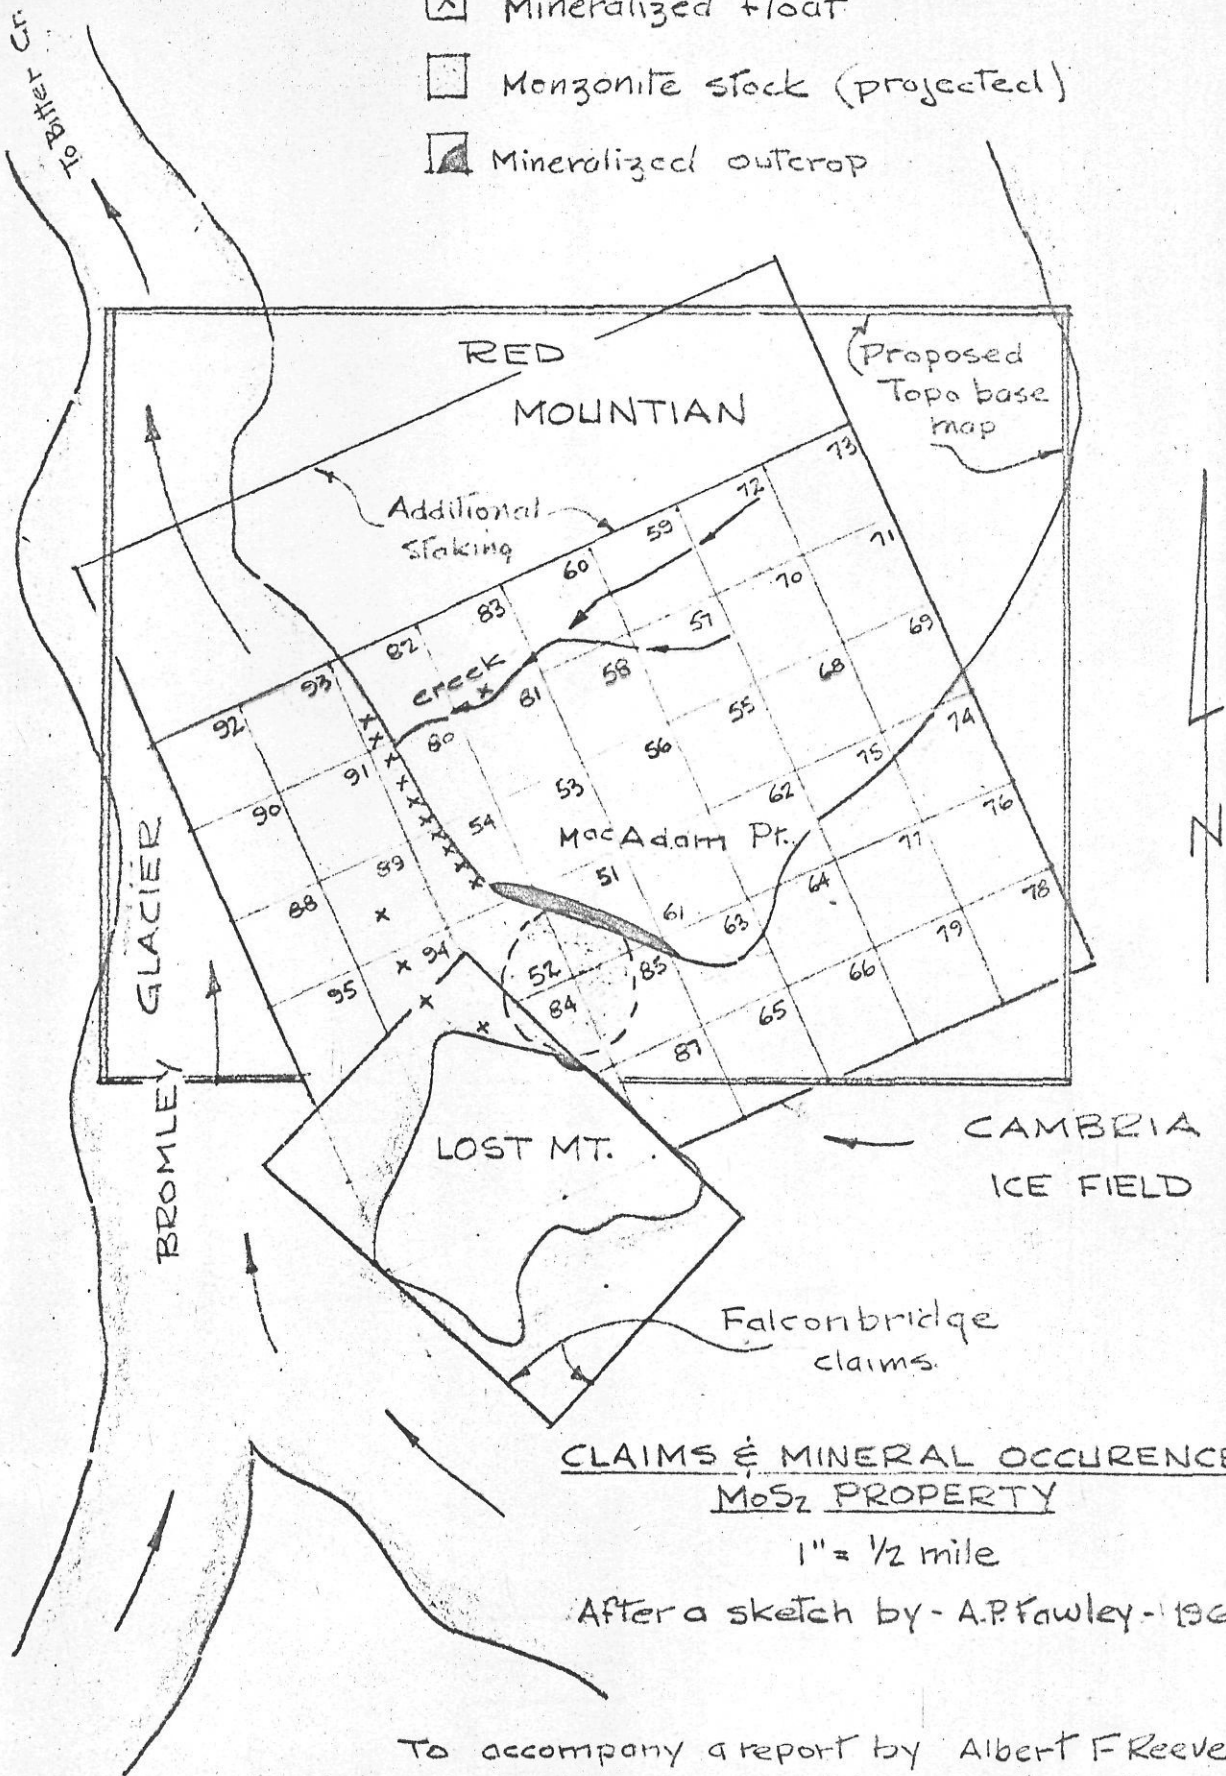 Mineralized float
Monzonite stock (projected)
Mineralized outcrop
To Bitter Cr.
RED
MOUNTIAN
(Proposed
Topo base
map
Additional
staking
73
72
59
60
83
82
93
92
71
70
57
58
81
80
91
90
creek
69
68
55
56
53
54
89
88
74
75
62
MacAdam Pt.
51
76
77
64
63
61
52
85
84
94
95
78
79
66
65
87
BROMLEY GLACIER
N
LOST MT.
CAMBRIA
ICE FIELD
Falconbridge
claims.
CLAIMS & MINERAL OCCURENCE
MoS2 PROPERTY
1" = 1/2 mile
After a sketch by - A.P. Fawley - 196
To accompany a report by Albert F Reeve